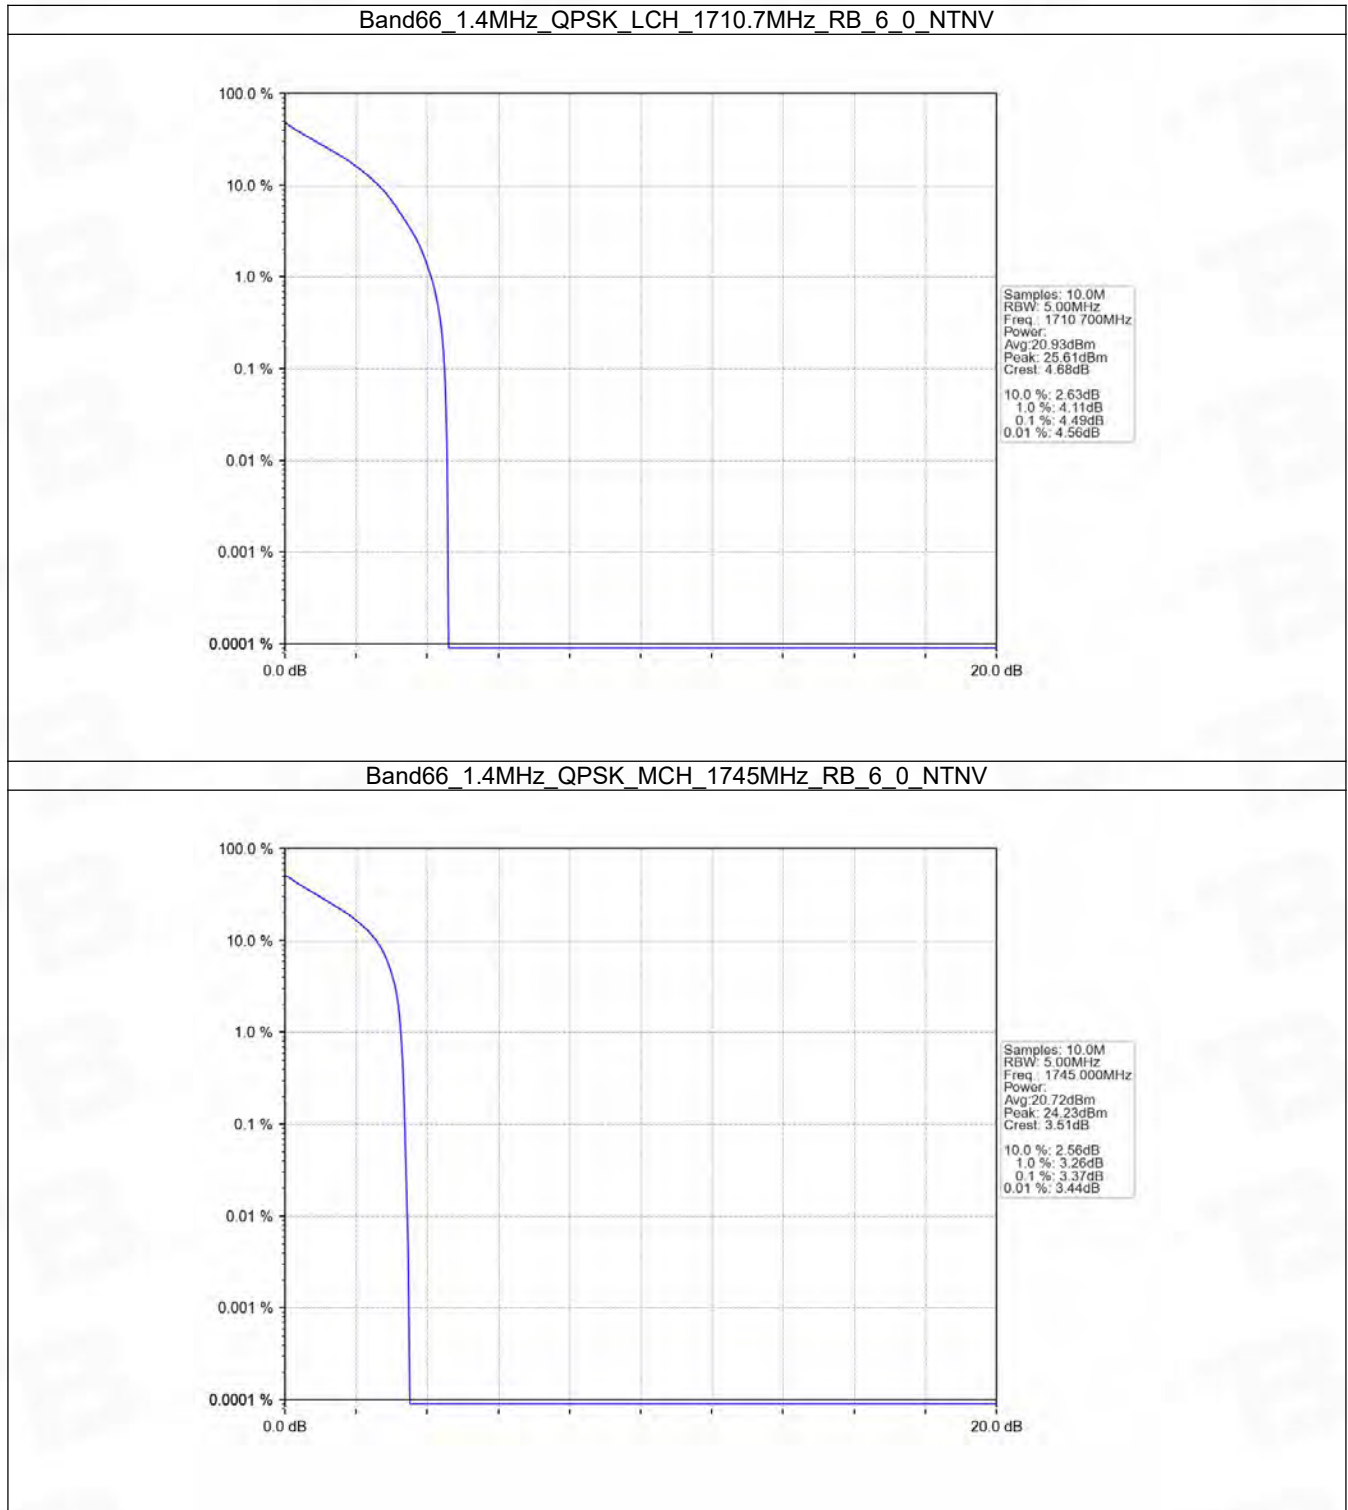 Band66_1.4MHz_QPSK_LCH_1710.7MHz_RB_6_0_NTNV
100.0 %
10.0 %
1.0 %
0.1 %
0.01 %
0.001 %
0.0001 %
0.0 dB
20.0 dB
Samples: 10.0M
RBW: 5.00MHz
Freq.: 1710.700MHz
Power:
Avg:20.93dBm
Peak: 25.61dBm
Crest: 4.68dB
10.0 %: 2.63dB
1.0 %: 4.11dB
0.1 %: 4.49dB
0.01 %: 4.56dB
Band66_1.4MHz_QPSK_MCH_1745MHz_RB_6_0_NTNV
100.0 %
10.0 %
1.0 %
0.1 %
0.01 %
0.001 %
0.0001 %
0.0 dB
20.0 dB
Samples: 10.0M
RBW: 5.00MHz
Freq.: 1745.000MHz
Power:
Avg:20.72dBm
Peak: 24.23dBm
Crest: 3.51dB
10.0 %: 2.56dB
1.0 %: 3.26dB
0.1 %: 3.37dB
0.01 %: 3.44dB